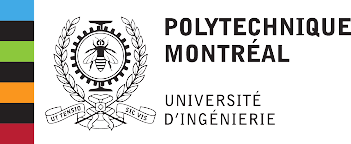 POLYTECHNIQUE
MONTRÉAL
UNIVERSITÉ
D'INGÉNIERIE
UT TENSIO
SIC VIS